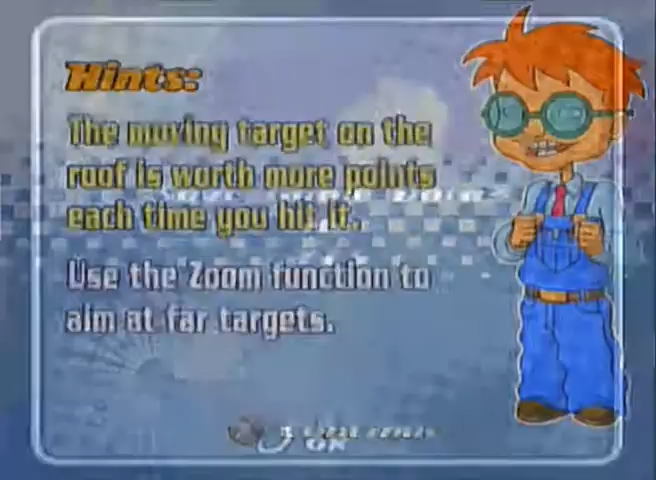 Hints:
The moving target on the
roof is worth more points
each time you hit it.
Use the Zoom function to
aim at far targets.
OK